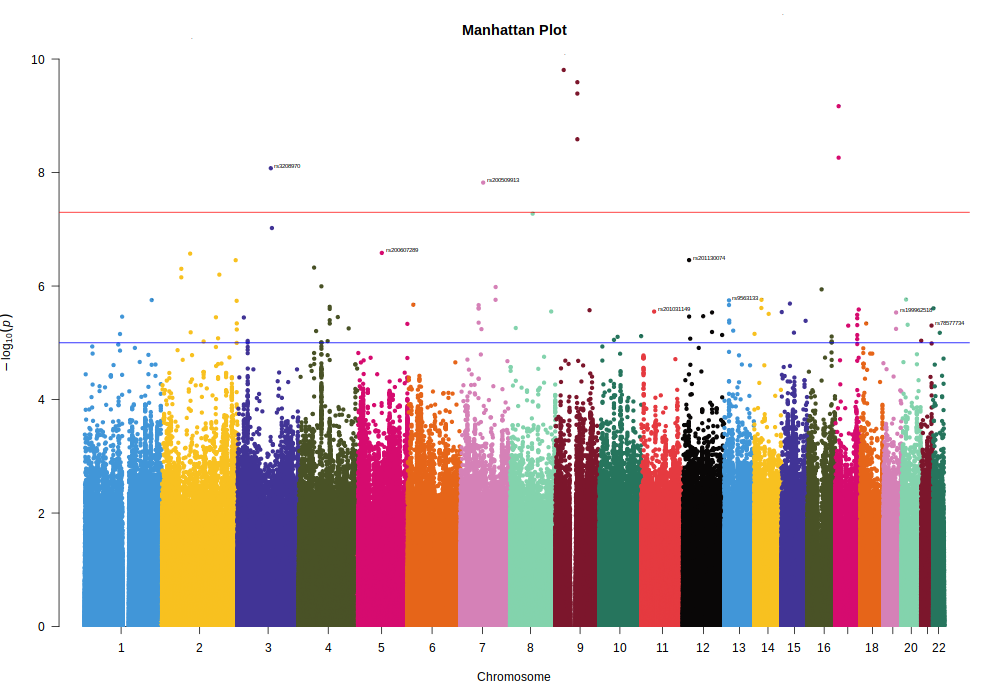 Manhattan Plot
10
8
6
4
2
0
− log₁₀(p)
rs3208970
rs200509913
rs200607289
rs201130074
rs9563133
rs201031149
rs199962518
rs78577734
1 2 3 4 5 6 7 8 9 10 11 12 13 14 15 16 18 20 22
Chromosome